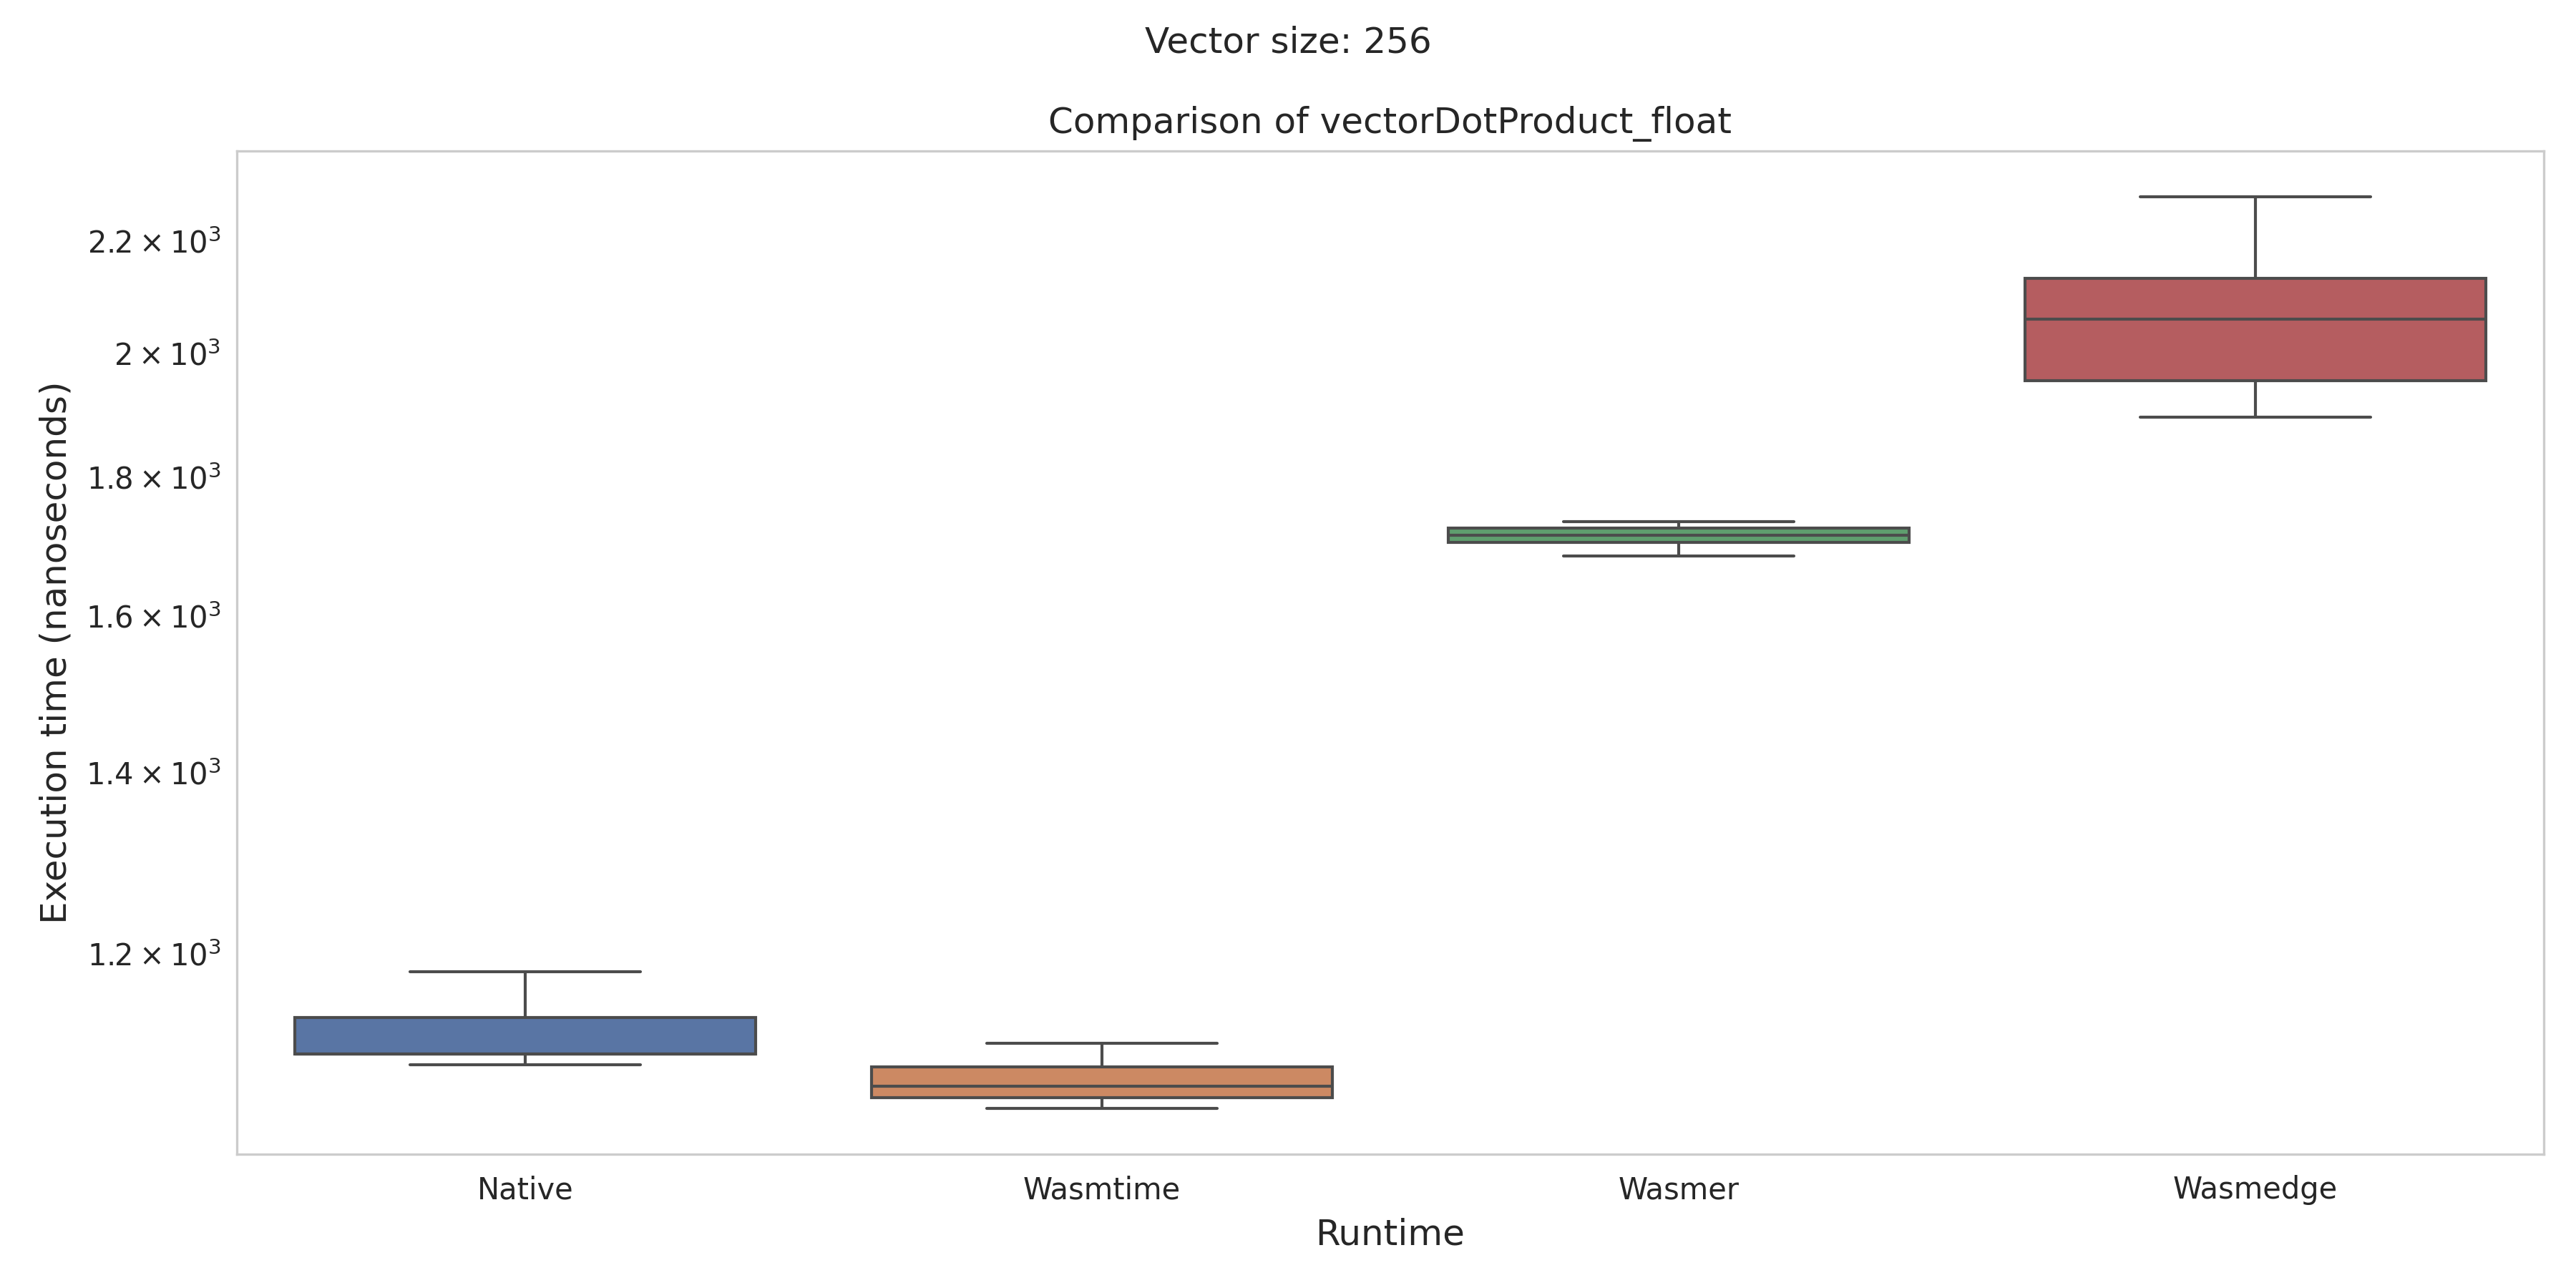 Vector size: 256
Comparison of vectorDotProduct_float
Execution time (nanoseconds)
2.2 × 10³
2 × 10³
1.8 × 10³
1.6 × 10³
1.4 × 10³
1.2 × 10³
Native Wasmtime Wasmer Wasmedge
Runtime